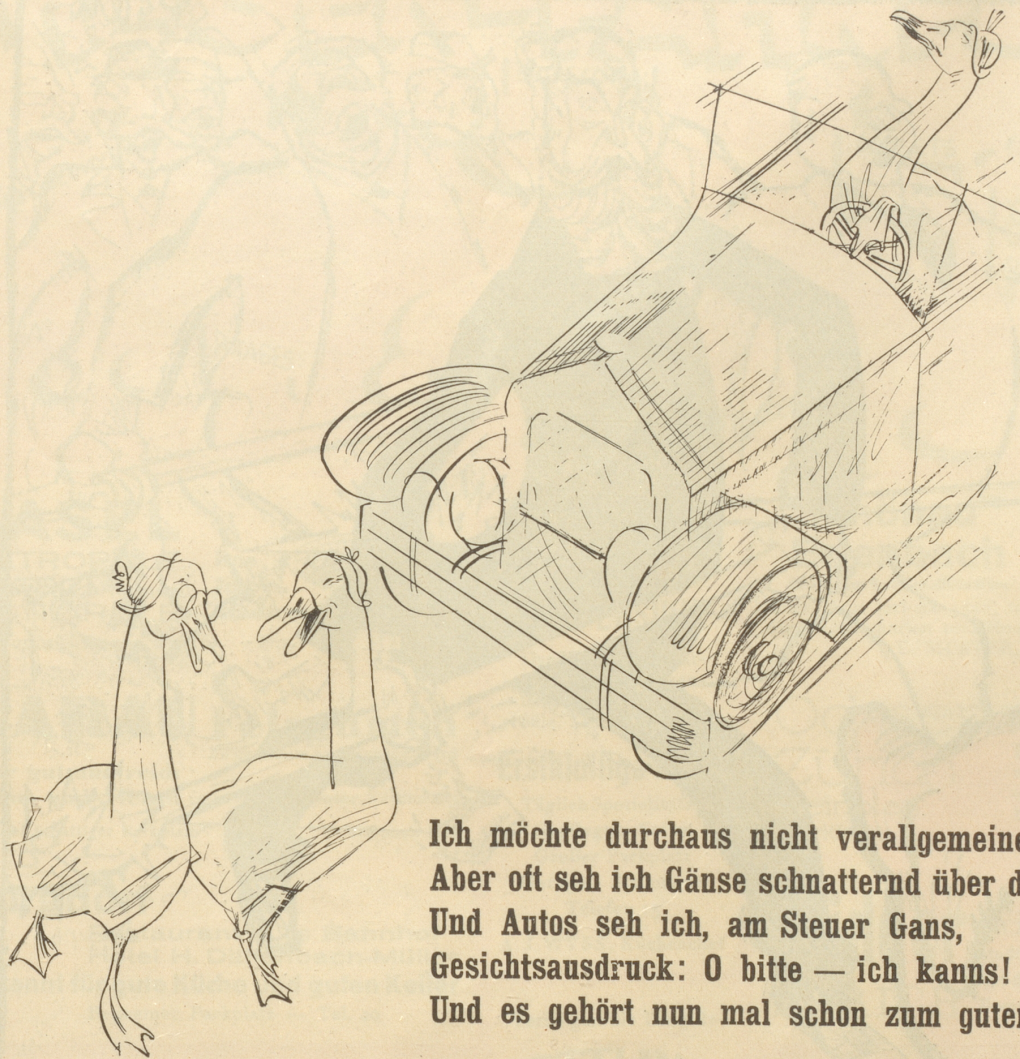 Ich möchte durchaus nicht
Aber oft seh ich Gänse schnatternd über
Und Autos seh ich, am Steuer Gans,
Gesichtsausdruck: O bitte — ich kanns!
Und es gehört nun mal schon zum